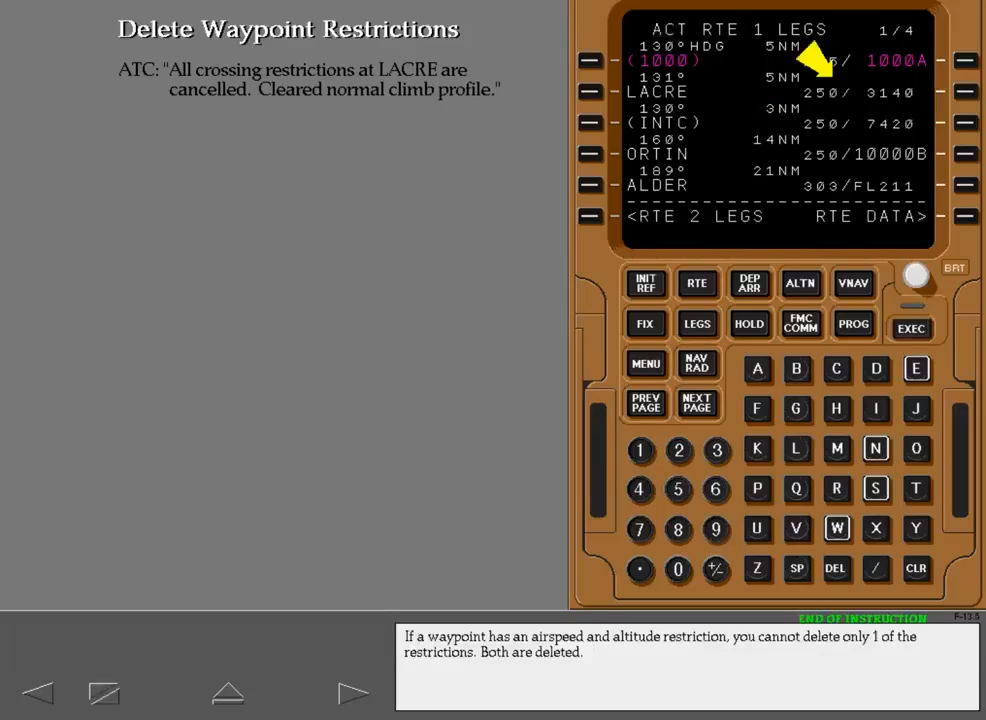 Delete Waypoint Restrictions
ATC: "All crossing restrictions at LACRE are
cancelled. Cleared normal climb profile."
ACT RTE 1 LEGS 1/4
130°HDG 5NM
(1000) / 1000A
131° 5NM
LACRE 250/ 3140
130° 3NM
(INTC) 250/ 7420
160° 14NM
ORTIN 250/10000B
189° 21NM
ALDER 303/FL211
--------------------------------
<RTE 2 LEGS RTE DATA>
BRT
INIT REF RTE DEP ARR ALTN VNAV
FIX LEGS HOLD FMC COMM PROG EXEC
MENU NAV RAD
A B C D E
PREV PAGE NEXT PAGE
F G H I J
1 2 3 K L M N O
4 5 6 P Q R S T
7 8 9 U V W X Y
. 0 +/- Z SP DEL / CLR
END OF INSTRUCTION F-13.5
If a waypoint has an airspeed and altitude restriction, you cannot delete only 1 of the
restrictions. Both are deleted.